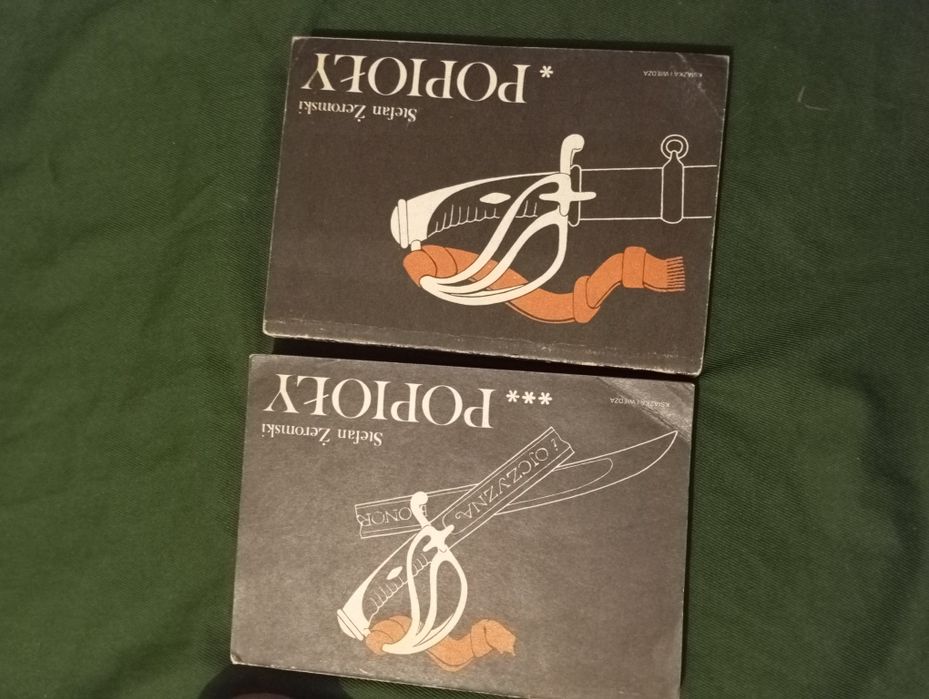 Stefan Żeromski
POPIOŁY *
KSIĄŻKA I WIEDZA
Stefan Żeromski
POPIOŁY ***
KSIĄŻKA I WIEDZA
HONOR
i OJCZYZNA